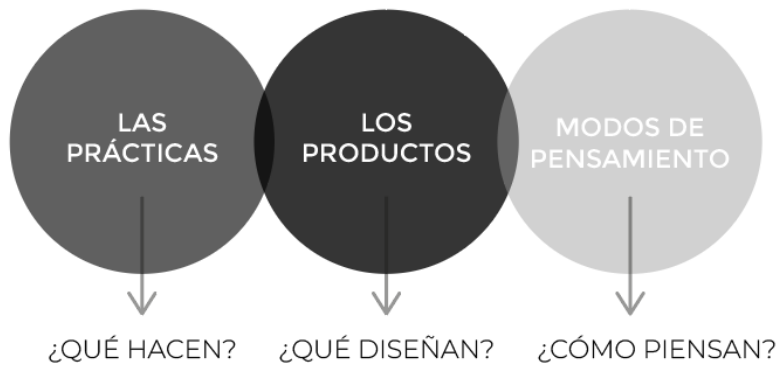 LAS
PRÁCTICAS
LOS
PRODUCTOS
MODOS DE
PENSAMIENTO
¿QUÉ HACEN?
¿QUÉ DISEÑAN?
¿CÓMO PIENSAN?